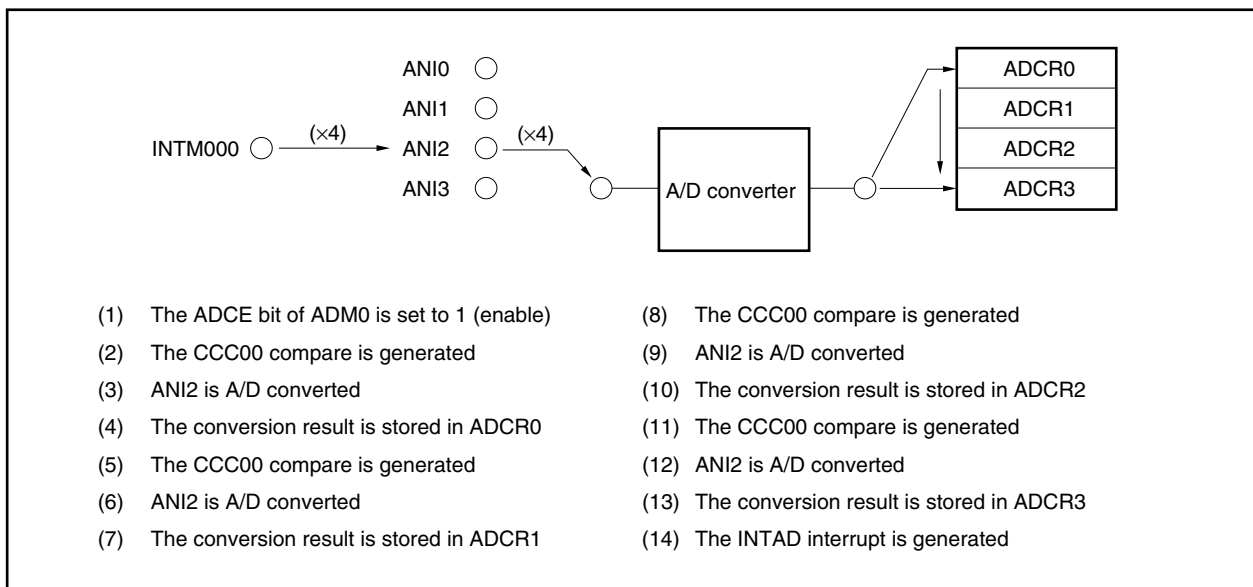 ANI0
ANI1
INTM000 (×4) ANI2 (×4)
ANI3
A/D converter
ADCR0
ADCR1
ADCR2
ADCR3
(1) The ADCE bit of ADM0 is set to 1 (enable)
(2) The CCC00 compare is generated
(3) ANI2 is A/D converted
(4) The conversion result is stored in ADCR0
(5) The CCC00 compare is generated
(6) ANI2 is A/D converted
(7) The conversion result is stored in ADCR1
(8) The CCC00 compare is generated
(9) ANI2 is A/D converted
(10) The conversion result is stored in ADCR2
(11) The CCC00 compare is generated
(12) ANI2 is A/D converted
(13) The conversion result is stored in ADCR3
(14) The INTAD interrupt is generated